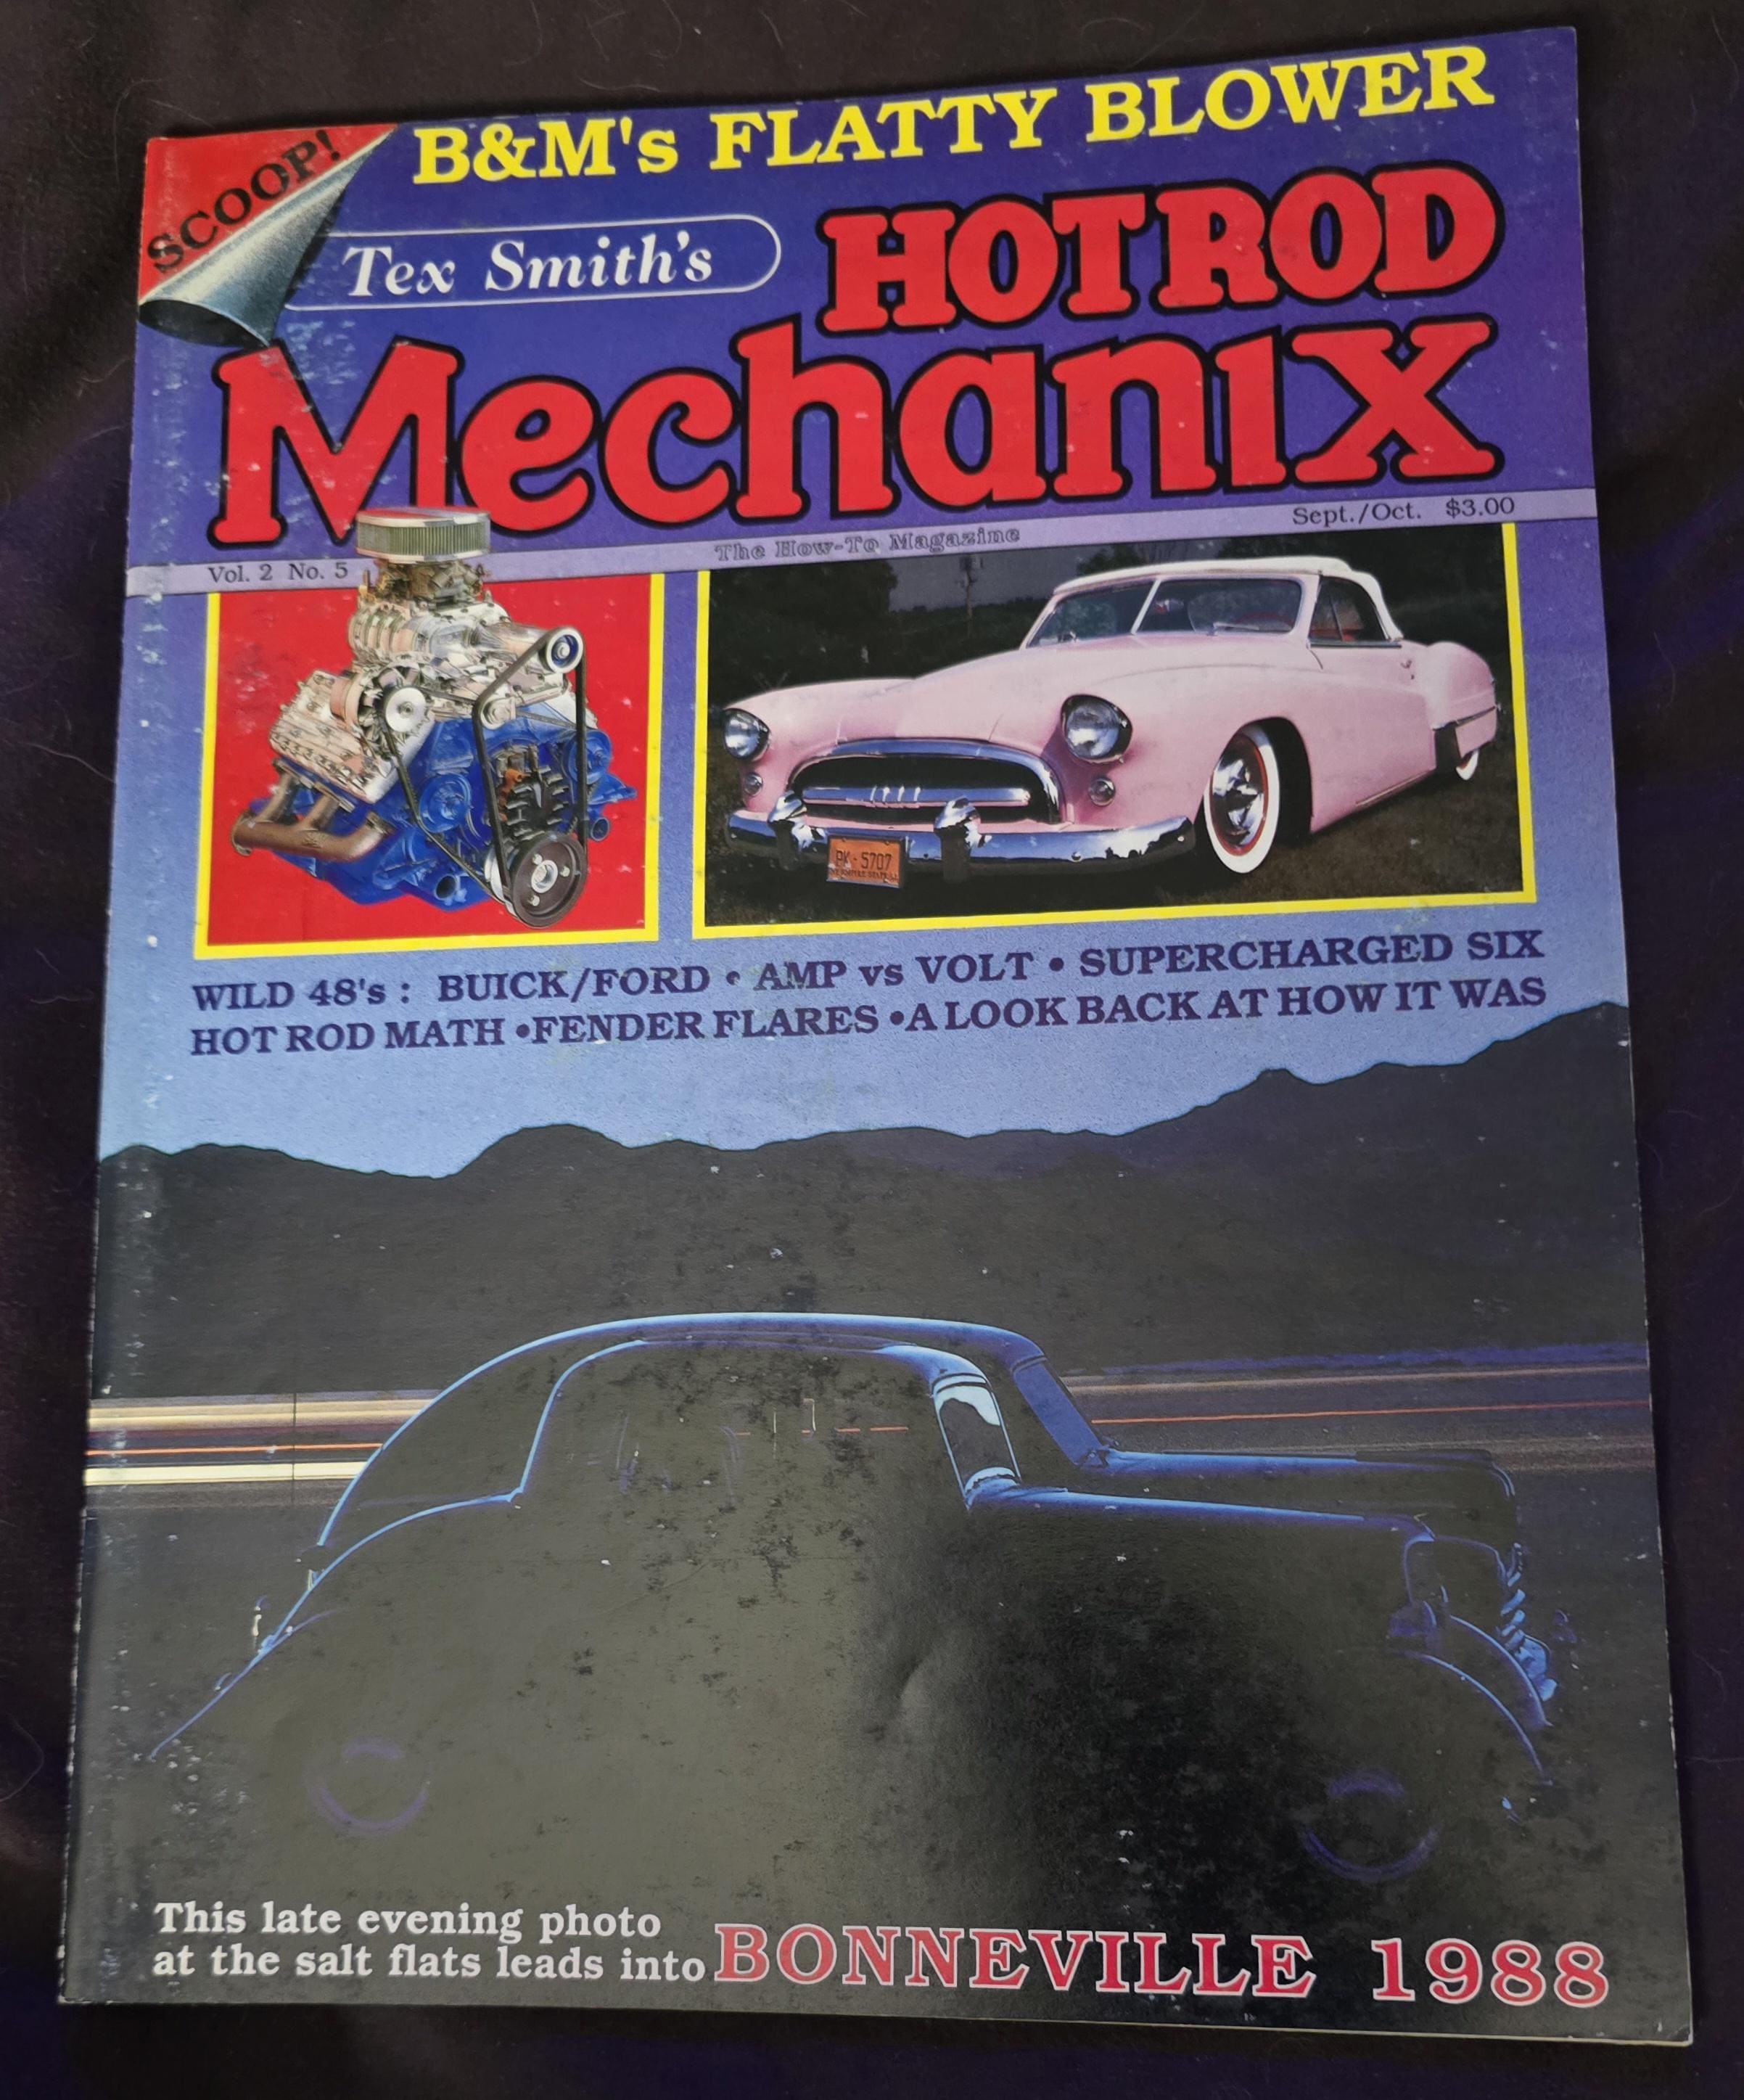 SCOOP!
B&M's FLATTY BLOWER
Tex Smith's
HOTROD
MechanIX
Vol. 2 No. 5
The How-To Magazine
Sept./Oct. $3.00
PK-5707
WILD 48's : BUICK/FORD • AMP vs VOLT • SUPERCHARGED SIX
HOT ROD MATH •FENDER FLARES •A LOOK BACK AT HOW IT WAS
This late evening photo
at the salt flats leads into BONNEVILLE 1988